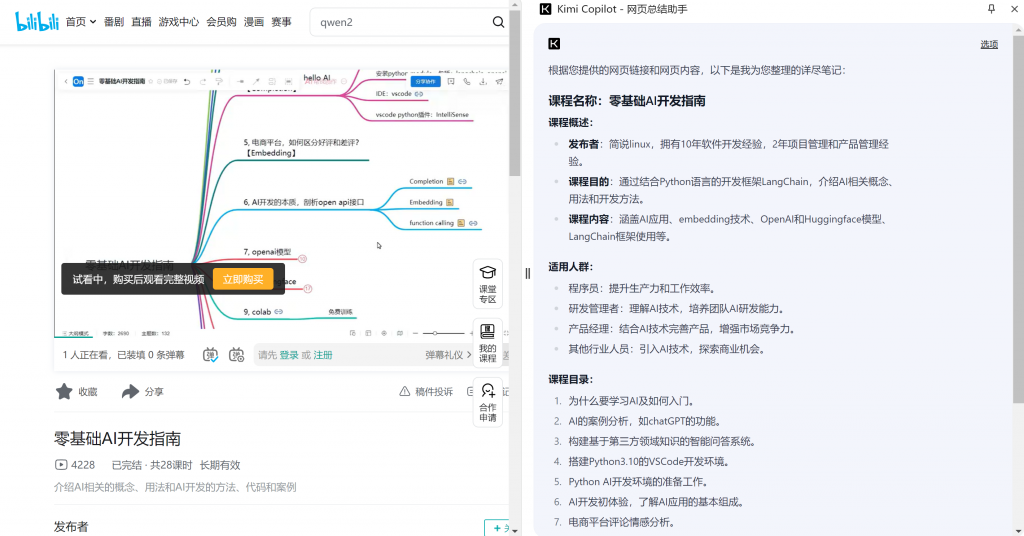 bilibili 首页 番剧 直播 游戏中心 会员购 漫画 赛事 qwen2
On 零基础AI开发指南 分享协作
hello AI
【Completion】
IDE：vscode
vscode python插件：IntelliSense
5, 电商平台，如何区分好评和差评?
【Embedding】
Completion
6, AI开发的本质，剖析open api接口
Embedding
function calling
7, openai模型
零基础AI开发指南
试看中，购买后观看完整视频 立即购买
9, colab 免费训练
大纲模式 字数：2690 主题数：132
1 人正在看，已装填 0 条弹幕 弹 弹 请先 登录 或 注册 弹幕礼仪
收藏 分享 稿件投诉 记
课堂
专区
我的
课程
合作
申请
零基础AI开发指南
4228 已完结 · 共28课时 长期有效
介绍AI相关的概念、用法和AI开发的方法、代码和案例
发布者
+ 关
Kimi Copilot - 网页总结助手
K 选项
根据您提供的网页链接和网页内容，以下是我为您整理的详尽笔记：
课程名称：零基础AI开发指南
课程概述：
发布者：简说linux，拥有10年软件开发经验，2年项目管理和产品管理经
验。
课程目的：通过结合Python语言的开发框架LangChain，介绍AI相关概念、
用法和开发方法。
课程内容：涵盖AI应用、embedding技术、OpenAI和Huggingface模型、
LangChain框架使用等。
适用人群：
程序员：提升生产力和工作效率。
研发管理者：理解AI技术，培养团队AI研发能力。
产品经理：结合AI技术完善产品，增强市场竞争力。
其他行业人员：引入AI技术，探索商业机会。
课程目录：
1. 为什么要学习AI及如何入门。
2. AI的案例分析，如chatGPT的功能。
3. 构建基于第三方领域知识的智能问答系统。
4. 搭建Python3.10的VSCode开发环境。
5. Python AI开发环境的准备工作。
6. AI开发初体验，了解AI应用的基本组成。
7. 电商平台评论情感分析。